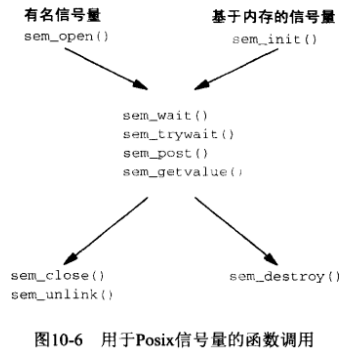 有名信号量
基于内存的信号量
sem_open()
sem_init()
sem_wait()
sem_trywait()
sem_post()
sem_getvalue()
sem_close()
sem_destroy()
sem_unlink()
图10-6 用于Posix信号量的函数调用